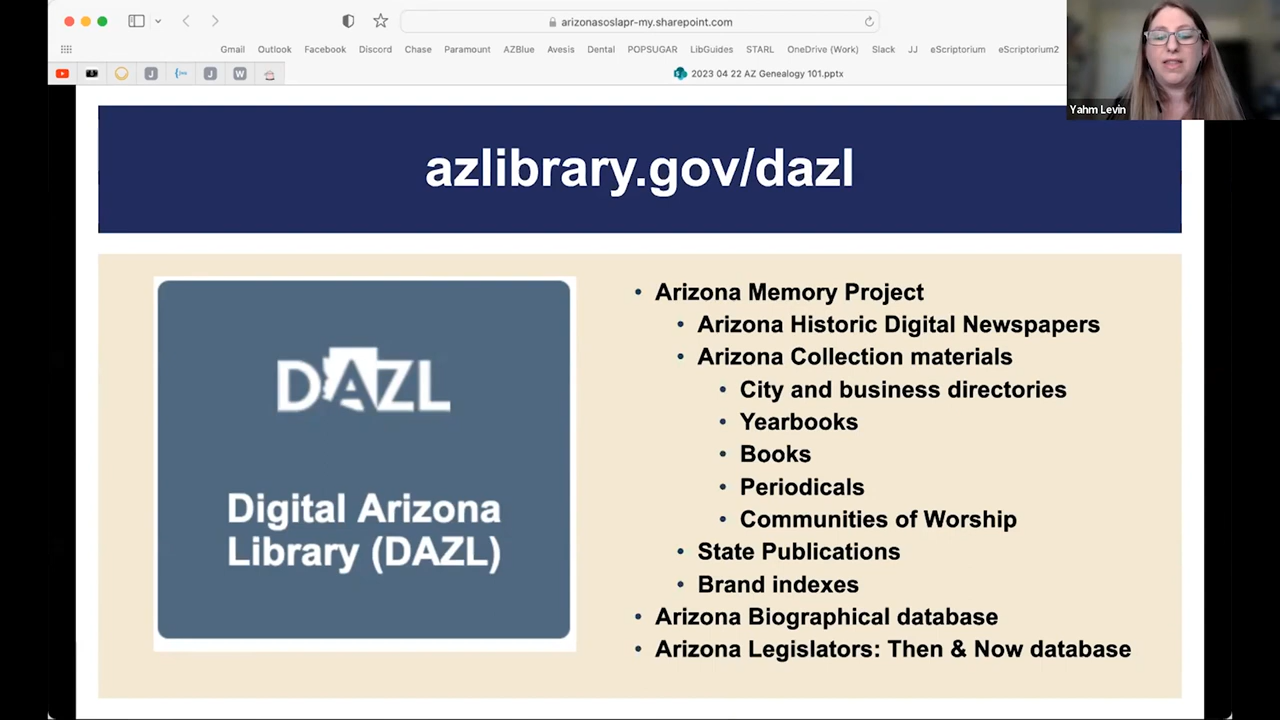 arizonasoslapr-my.sharepoint.com
Gmail Outlook Facebook Discord Chase Paramount AZBlue Avesis Dental POPSUGAR LibGuides STARL OneDrive (Work) Slack JJ eScriptorium eScriptorium2
2023 04 22 AZ Genealogy 101.pptx
Yahm Levin
azlibrary.gov/dazl
DAZL
Digital Arizona
Library (DAZL)
• Arizona Memory Project
• Arizona Historic Digital Newspapers
• Arizona Collection materials
• City and business directories
• Yearbooks
• Books
• Periodicals
• Communities of Worship
• State Publications
• Brand indexes
• Arizona Biographical database
• Arizona Legislators: Then & Now database